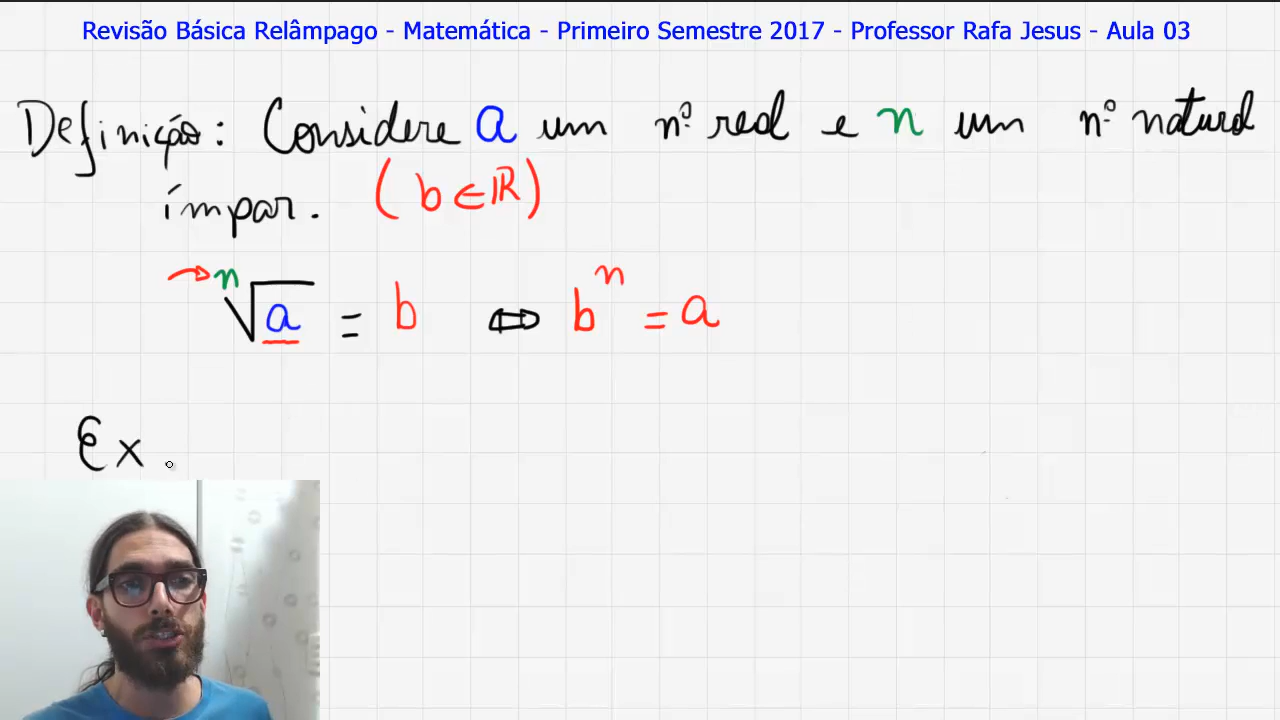 Revisão Básica Relâmpago - Matemática - Primeiro Semestre 2017 - Professor Rafa Jesus - Aula 03
Definição: Considere a um nº real e n um nº natural
ímpar. (b ∈ ℝ)
→ ⁿ√a = b ⇔ bⁿ = a
Ex